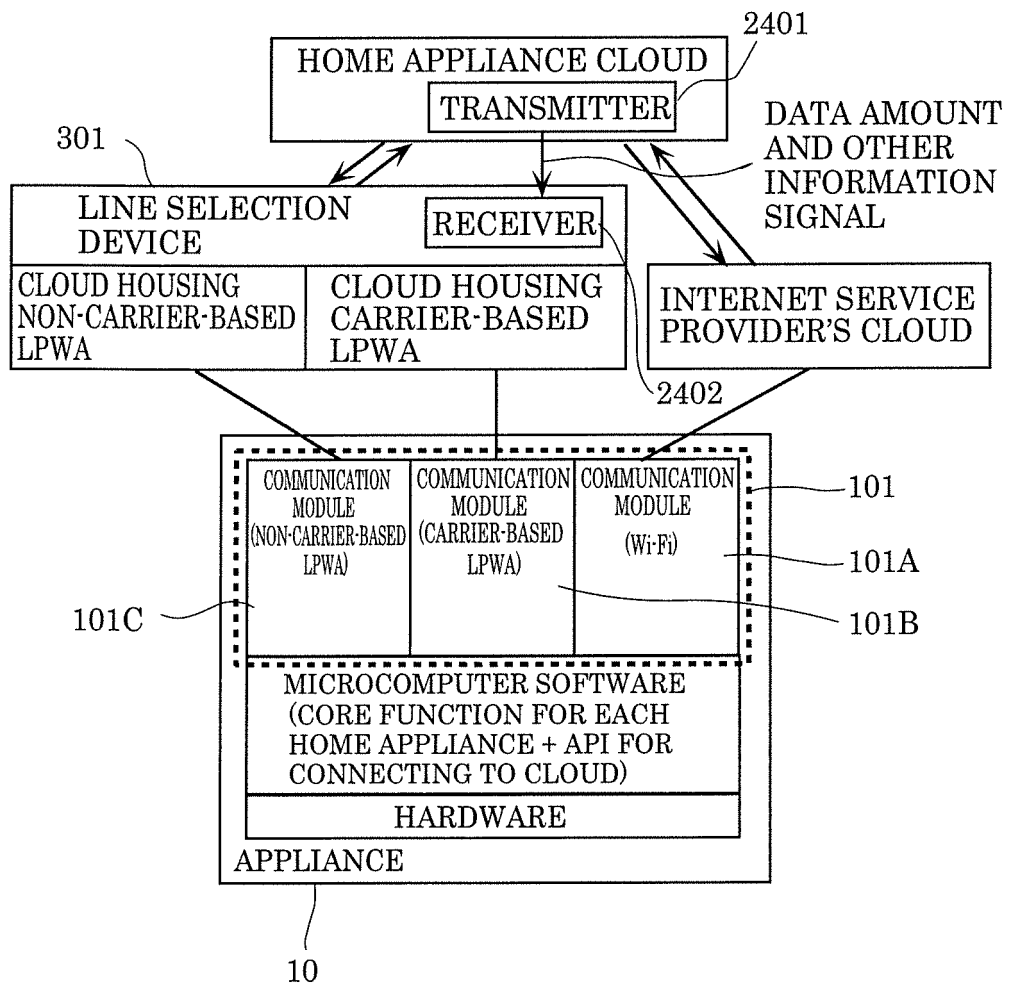 2401
HOME APPLIANCE CLOUD
TRANSMITTER
DATA AMOUNT
AND OTHER
INFORMATION
SIGNAL
301
LINE SELECTION
DEVICE
RECEIVER
CLOUD HOUSING
NON-CARRIER-BASED
LPWA
CLOUD HOUSING
CARRIER-BASED
LPWA
INTERNET SERVICE
PROVIDER'S CLOUD
2402
COMMUNICATION
MODULE
(NON-CARRIER-BASED
LPWA)
COMMUNICATION
MODULE
(CARRIER-BASED
LPWA)
COMMUNICATION
MODULE
(Wi-Fi)
101
101A
101C
101B
MICROCOMPUTER SOFTWARE
(CORE FUNCTION FOR EACH
HOME APPLIANCE + API FOR
CONNECTING TO CLOUD)
HARDWARE
APPLIANCE
10